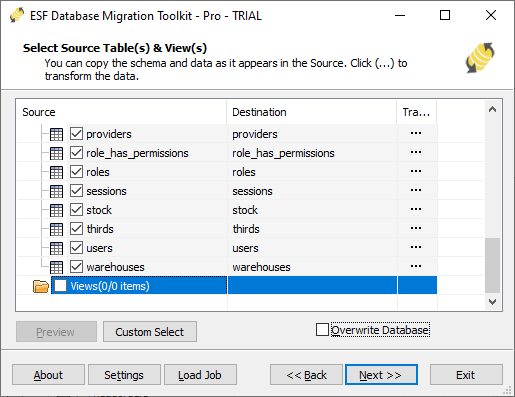 ESF Database Migration Toolkit - Pro - TRIAL
Select Source Table(s) & View(s)
You can copy the schema and data as it appears in the Source. Click (...) to
transform the data.
Source Destination Tra...
providers providers ...
role_has_permissions role_has_permissions ...
roles roles ...
sessions sessions ...
stock stock ...
thirds thirds ...
users users ...
warehouses warehouses ...
Views(0/0 items)
Preview Custom Select Overwrite Database
About Settings Load Job << Back Next >> Exit